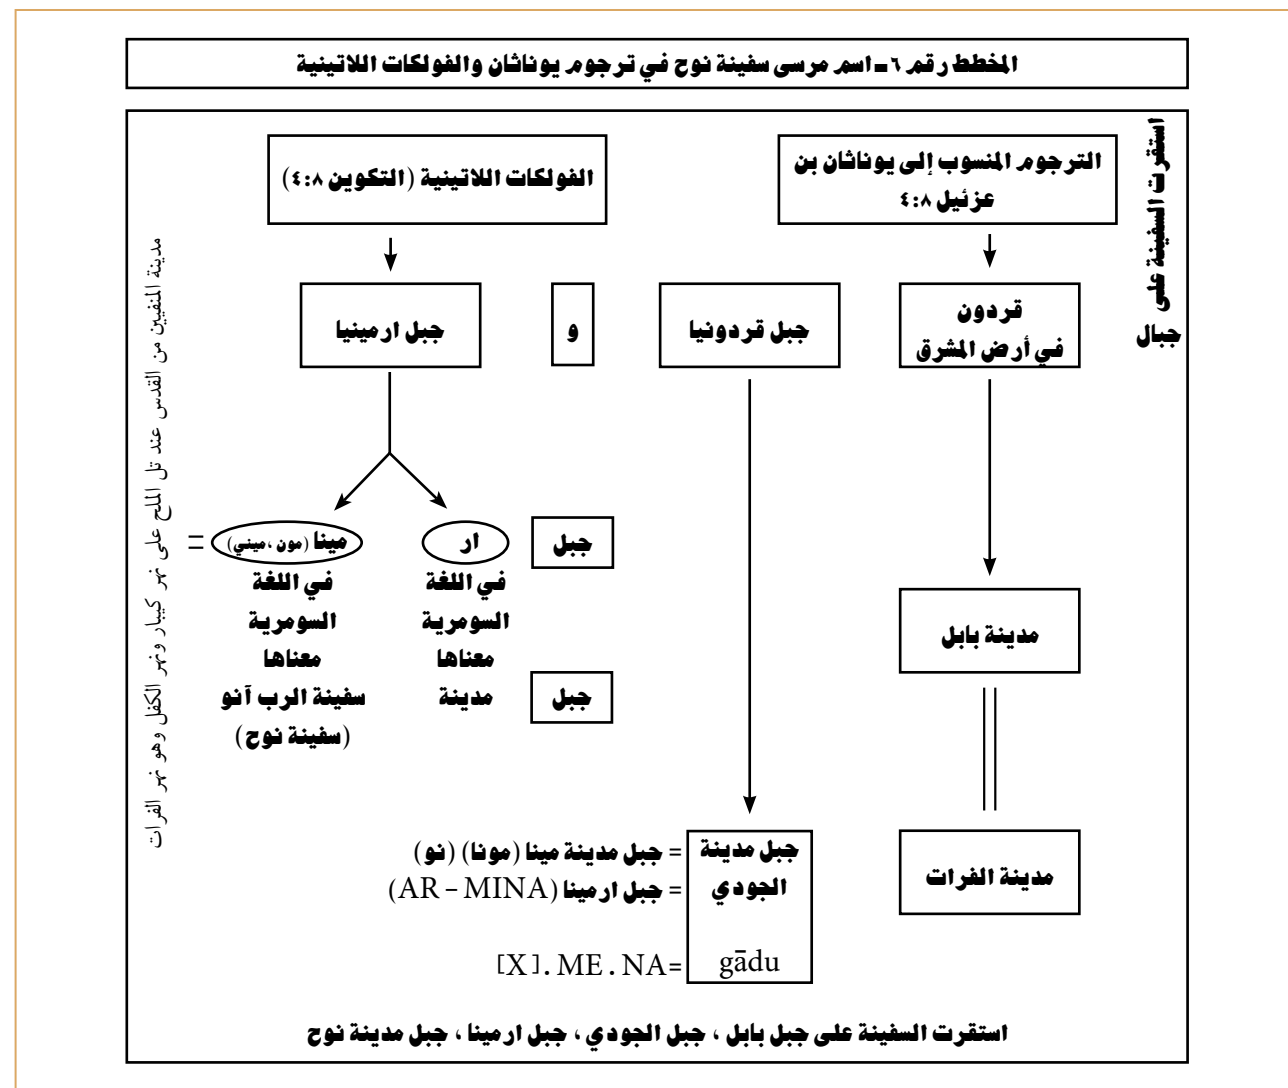 المخطط رقم ٦ـ اسم مرسى سفينة نوح في ترجوم يوناثان والفولكات اللاتينية
استقرت السفينة على
جبال
الترجوم المنسوب إلى يوناثان بن
عزئيل ٤:٨
الفولكات اللاتينية (التكوين ٤:٨)
قردون
في أرض المشرق
جبل قردونيا
و
جبل ارمينيا
جبل
ار
مينا (مون ، ميني)
=
في اللغة
السومرية
معناها
مدينة
في اللغة
السومرية
معناها
سفينة الرب آنو
(سفينة نوح)
جبل
مدينة المنفيين من القدس عند تل الملح على نهر كيبار ونهر الكفل وهو نهر الفرات
مدينة بابل
مدينة الفرات
جبل مدينة
الجودي
gādu
= جبل مدينة مينا (مونا) (نو)
= جبل ارمينا (AR – MINA)
[X]. ME . NA=
استقرت السفينة على جبل بابل ، جبل الجودي ، جبل ارمينا ، جبل مدينة نوح